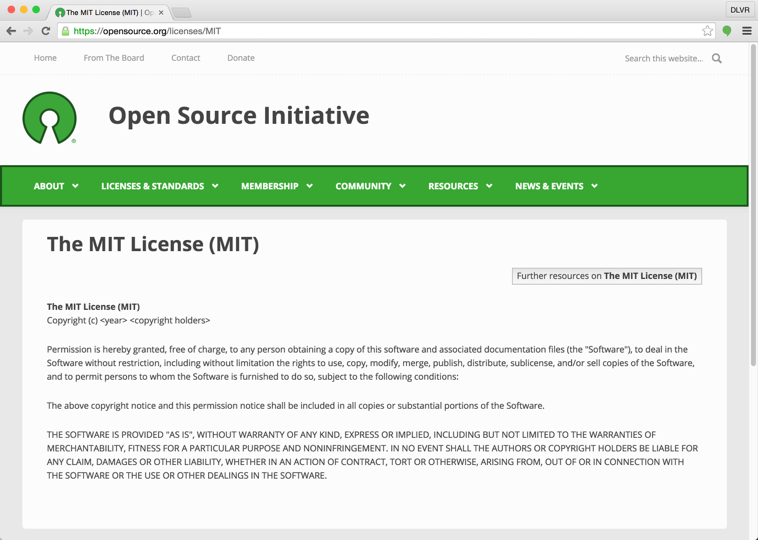 The MIT License (MIT) | Op
DLVR
https://opensource.org/licenses/MIT
Home From The Board Contact Donate Search this website...
Open Source Initiative
®
ABOUT LICENSES & STANDARDS MEMBERSHIP COMMUNITY RESOURCES NEWS & EVENTS
The MIT License (MIT)
Further resources on The MIT License (MIT)
The MIT License (MIT)
Copyright (c) <year> <copyright holders>
Permission is hereby granted, free of charge, to any person obtaining a copy of this software and associated documentation files (the "Software"), to deal in the
Software without restriction, including without limitation the rights to use, copy, modify, merge, publish, distribute, sublicense, and/or sell copies of the Software,
and to permit persons to whom the Software is furnished to do so, subject to the following conditions:
The above copyright notice and this permission notice shall be included in all copies or substantial portions of the Software.
THE SOFTWARE IS PROVIDED "AS IS", WITHOUT WARRANTY OF ANY KIND, EXPRESS OR IMPLIED, INCLUDING BUT NOT LIMITED TO THE WARRANTIES OF
MERCHANTABILITY, FITNESS FOR A PARTICULAR PURPOSE AND NONINFRINGEMENT. IN NO EVENT SHALL THE AUTHORS OR COPYRIGHT HOLDERS BE LIABLE FOR
ANY CLAIM, DAMAGES OR OTHER LIABILITY, WHETHER IN AN ACTION OF CONTRACT, TORT OR OTHERWISE, ARISING FROM, OUT OF OR IN CONNECTION WITH
THE SOFTWARE OR THE USE OR OTHER DEALINGS IN THE SOFTWARE.